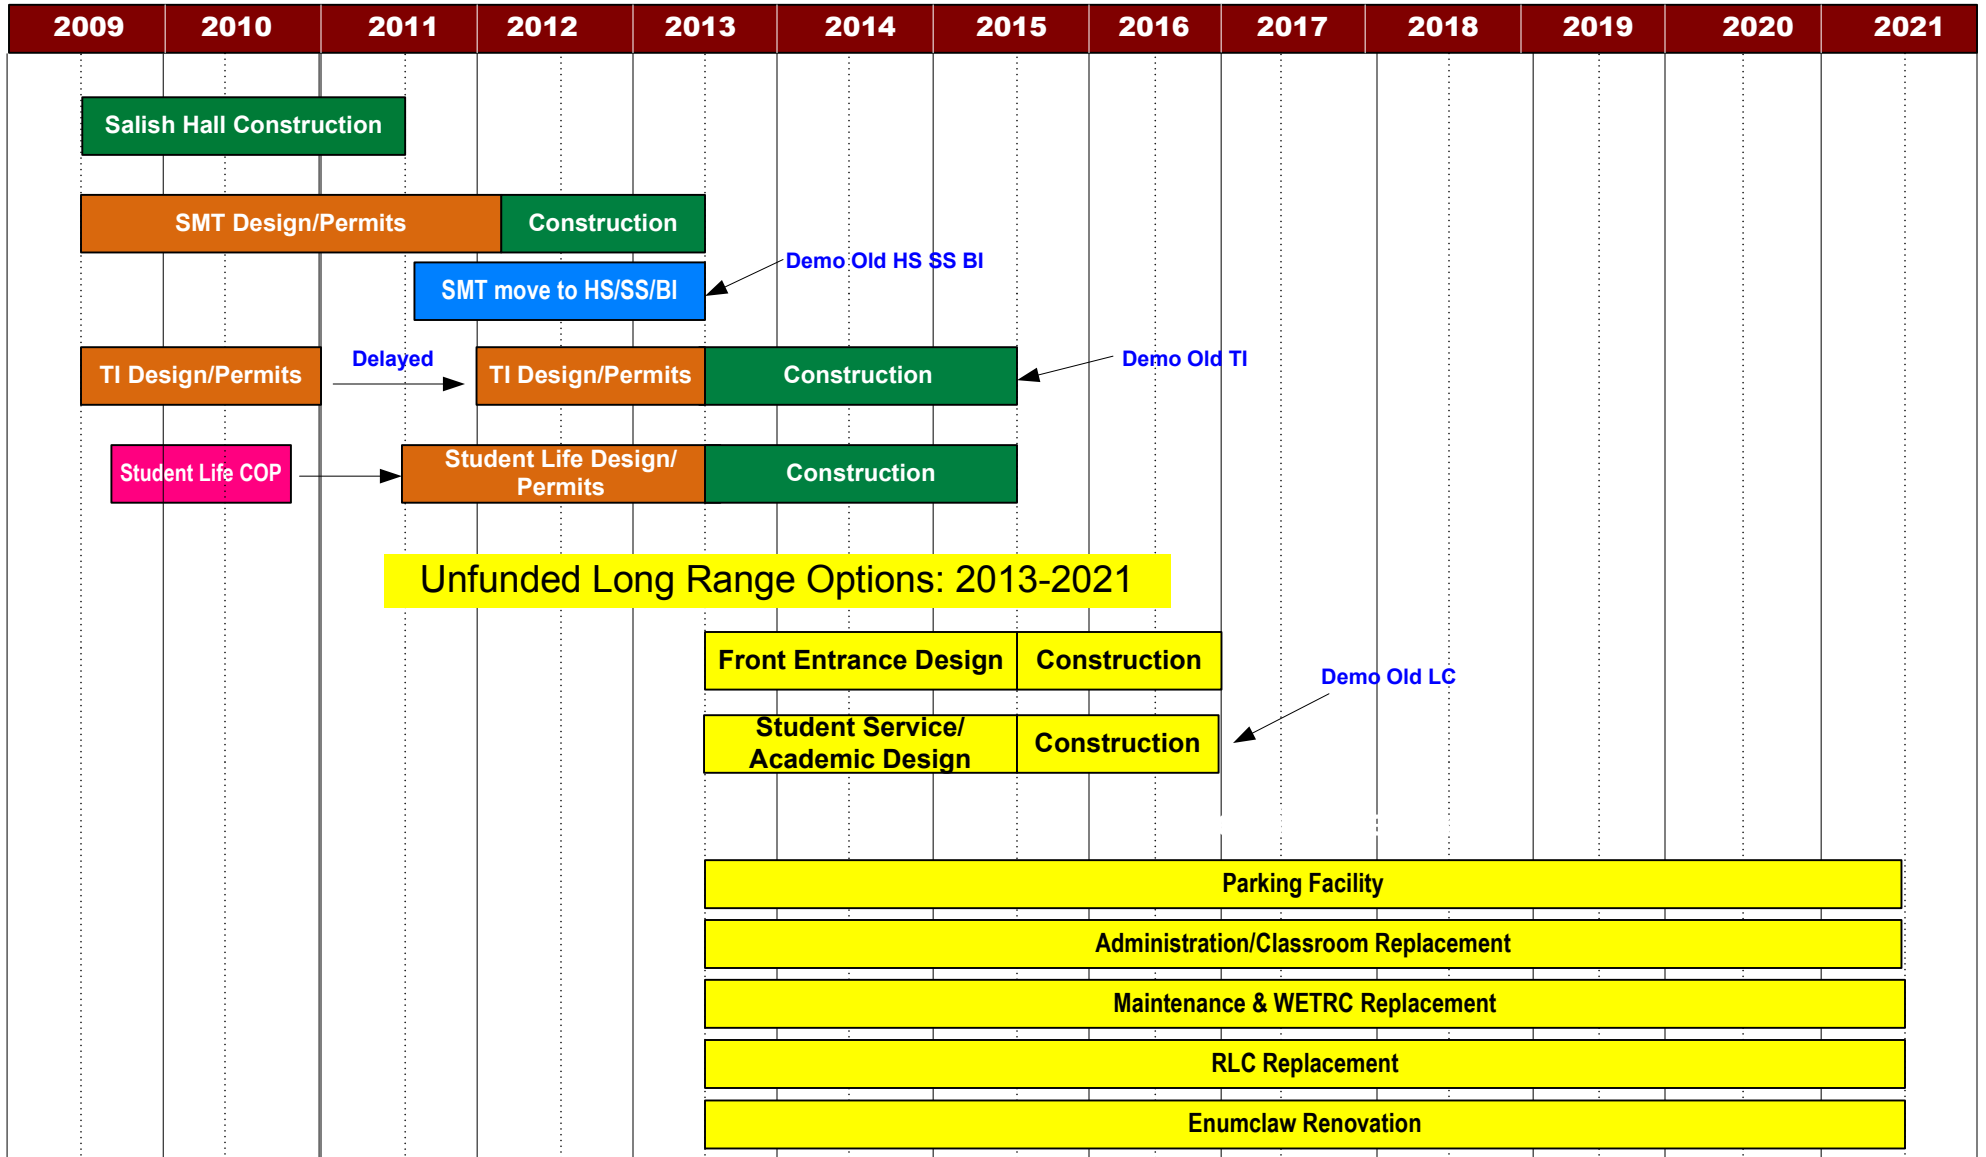 2009 2010 2011 2012 2013 2014 2015 2016 2017 2018 2019 2020 2021
Salish Hall Construction
SMT Design/Permits Construction
Demo Old HS SS BI
SMT move to HS/SS/BI
TI Design/Permits Delayed TI Design/Permits Construction Demo Old TI
Student Life COP
Student Life Design/
Permits
Construction
Unfunded Long Range Options: 2013-2021
Front Entrance Design Construction
Demo Old LC
Student Service/
Academic Design
Construction
Parking Facility
Administration/Classroom Replacement
Maintenance & WETRC Replacement
RLC Replacement
Enumclaw Renovation